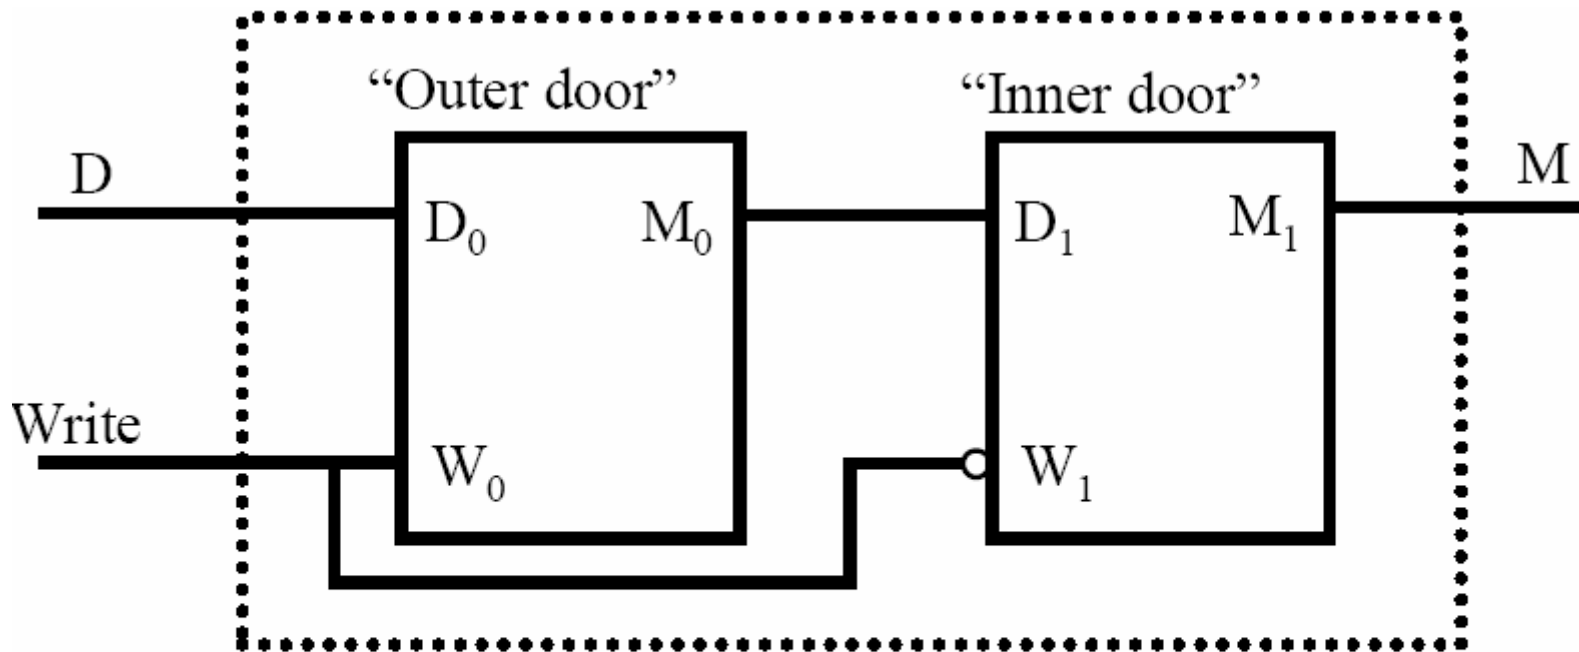 “Outer door”
“Inner door”
D
M
D₀
M₀
D₁
M₁
Write
W₀
W₁